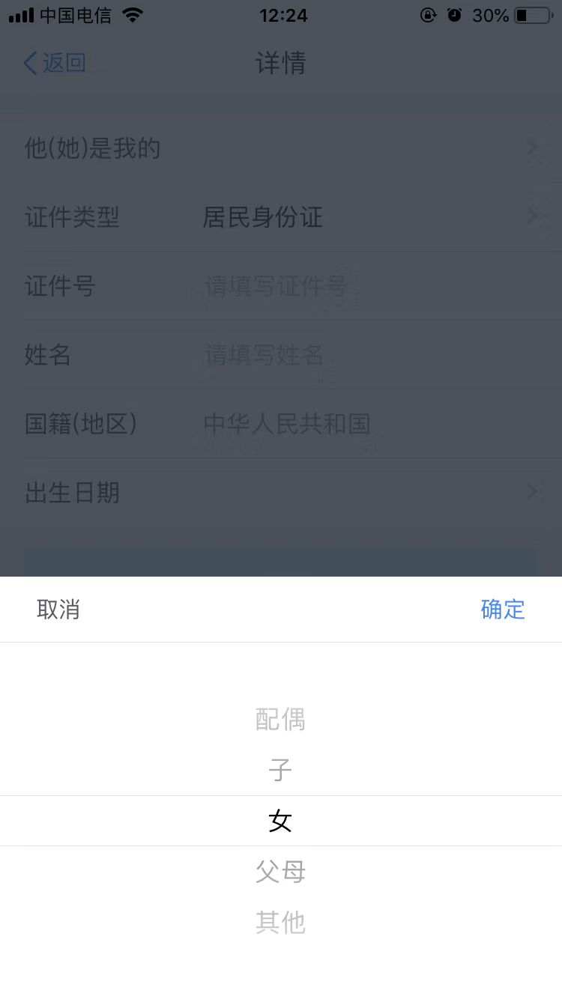 中国电信 12:24 30%
返回 详情
他(她)是我的
证件类型 居民身份证
证件号 请填写证件号
姓名 请填写姓名
国籍(地区) 中华人民共和国
出生日期
取消 确定
配偶
子
女
父母
其他